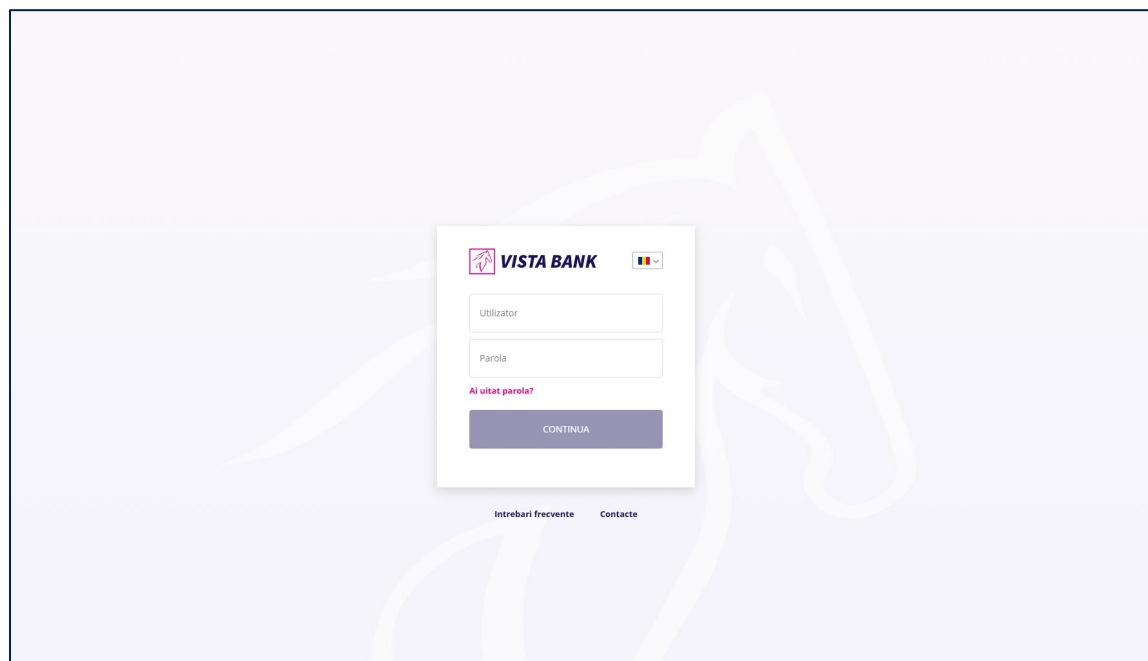 VISTA BANK
Utilizator
Parola
Ai uitat parola?
CONTINUA
Intrebari frecvente Contacte